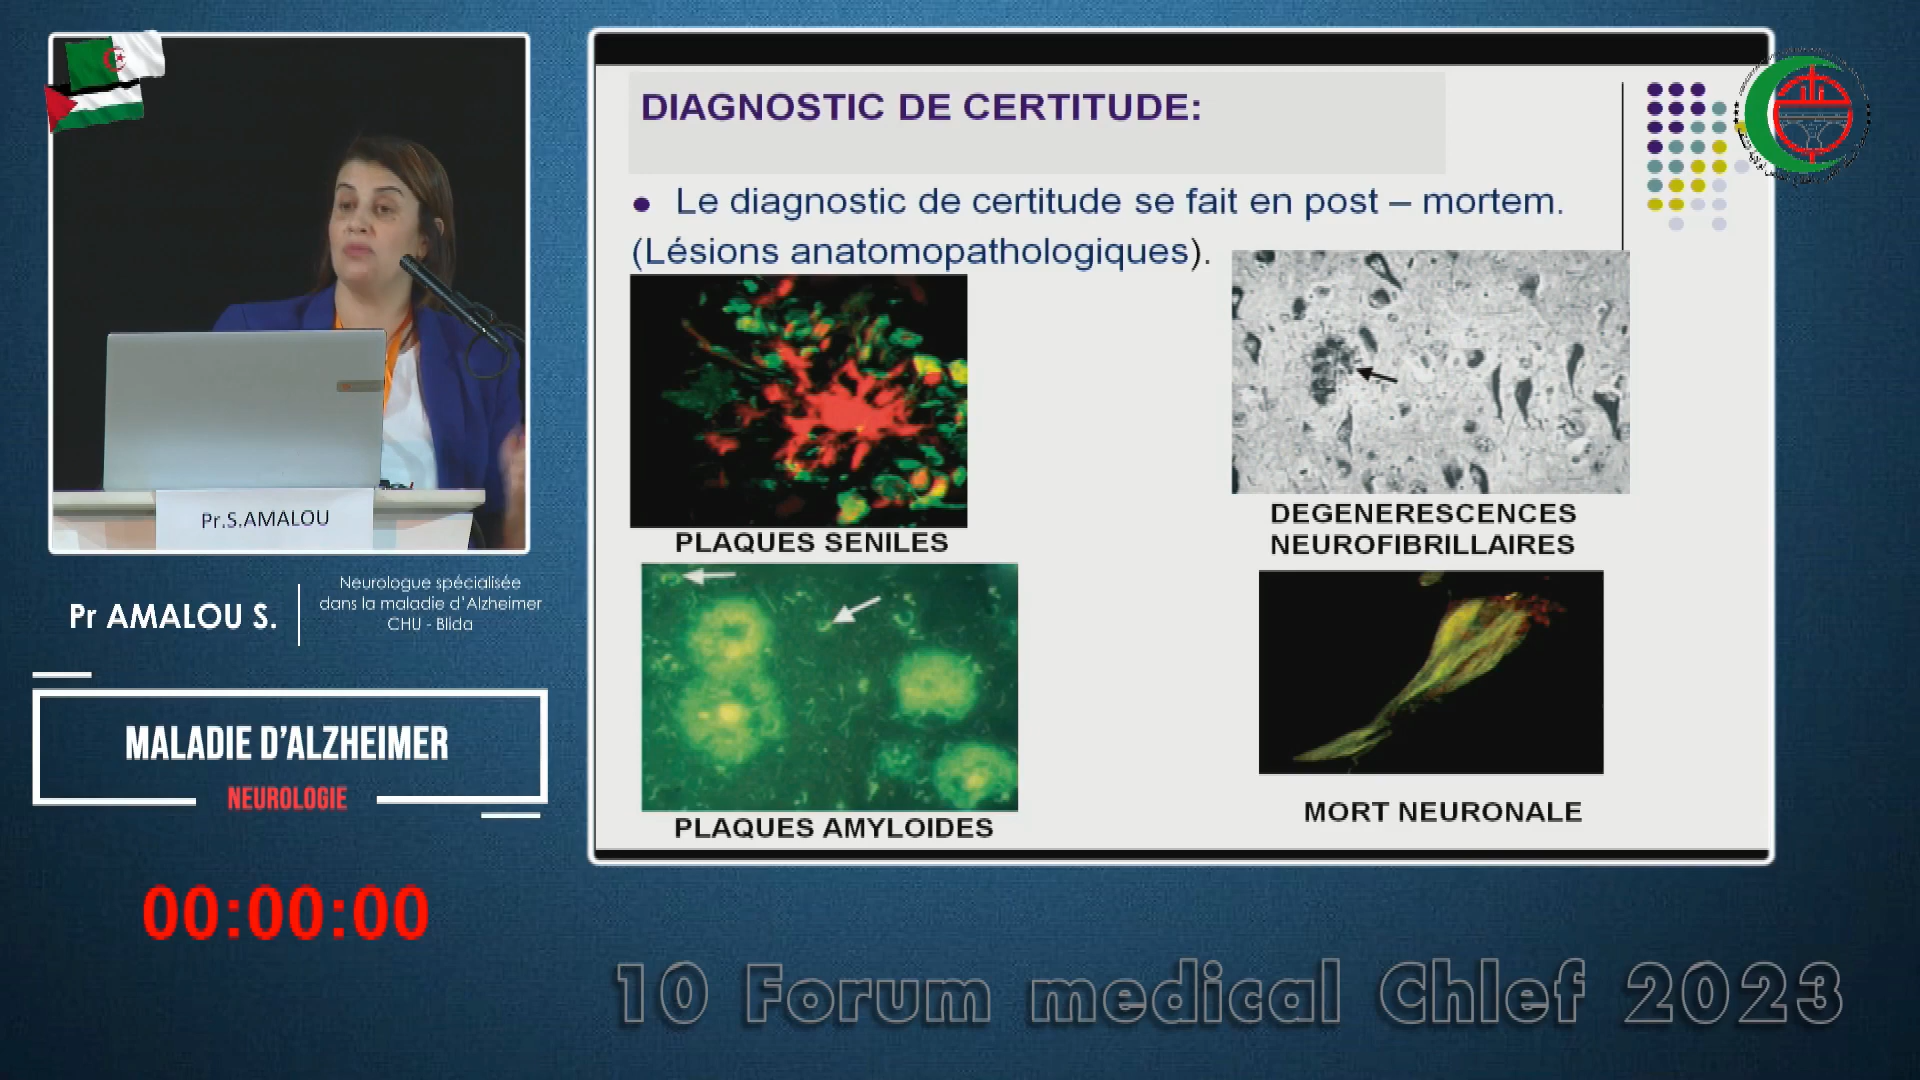 DIAGNOSTIC DE CERTITUDE:
● Le diagnostic de certitude se fait en post – mortem.
(Lésions anatomopathologiques).
PLAQUES SENILES
DEGENERESCENCES
NEUROFIBRILLAIRES
PLAQUES AMYLOIDES
MORT NEURONALE
Pr.S.AMALOU
Pr AMALOU S.
Neurologue spécialisée
dans la maladie d'Alzheimer
CHU - Blida
MALADIE D'ALZHEIMER
NEUROLOGIE
00:00:00
10 Forum medical Chlef 2023